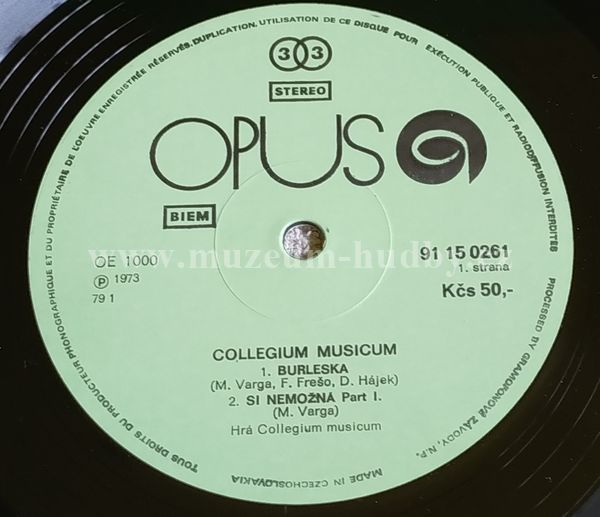 TOUS DROITS DU PRODUCTEUR PHONOGRAPHIQUE ET DU PROPRIÉTAIRE DE L'OEUVRE ENREGISTRÉE RÉSERVÉS. DUPLICATION, UTILISATION DE CE DISQUE POUR EXÉCUTION PUBLIQUE ET RADIODIFFUSION INTERDITES
33
STEREO
OPUS
BIEM
OE 1000
Ⓟ 1973
79 1
91 15 0261
1. strana
Kčs 50,-
www.muzeum-hudby.cz
COLLEGIUM MUSICUM
1. BURLESKA
(M. Varga, F. Frešo, D. Hájek)
2. SI NEMOŽNÁ Part I.
(M. Varga)
Hrá Collegium musicum
MADE IN CZECHOSLOVAKIA
PROCESSED BY GRAMOFONOVÉ ZÁVODY, N.P.